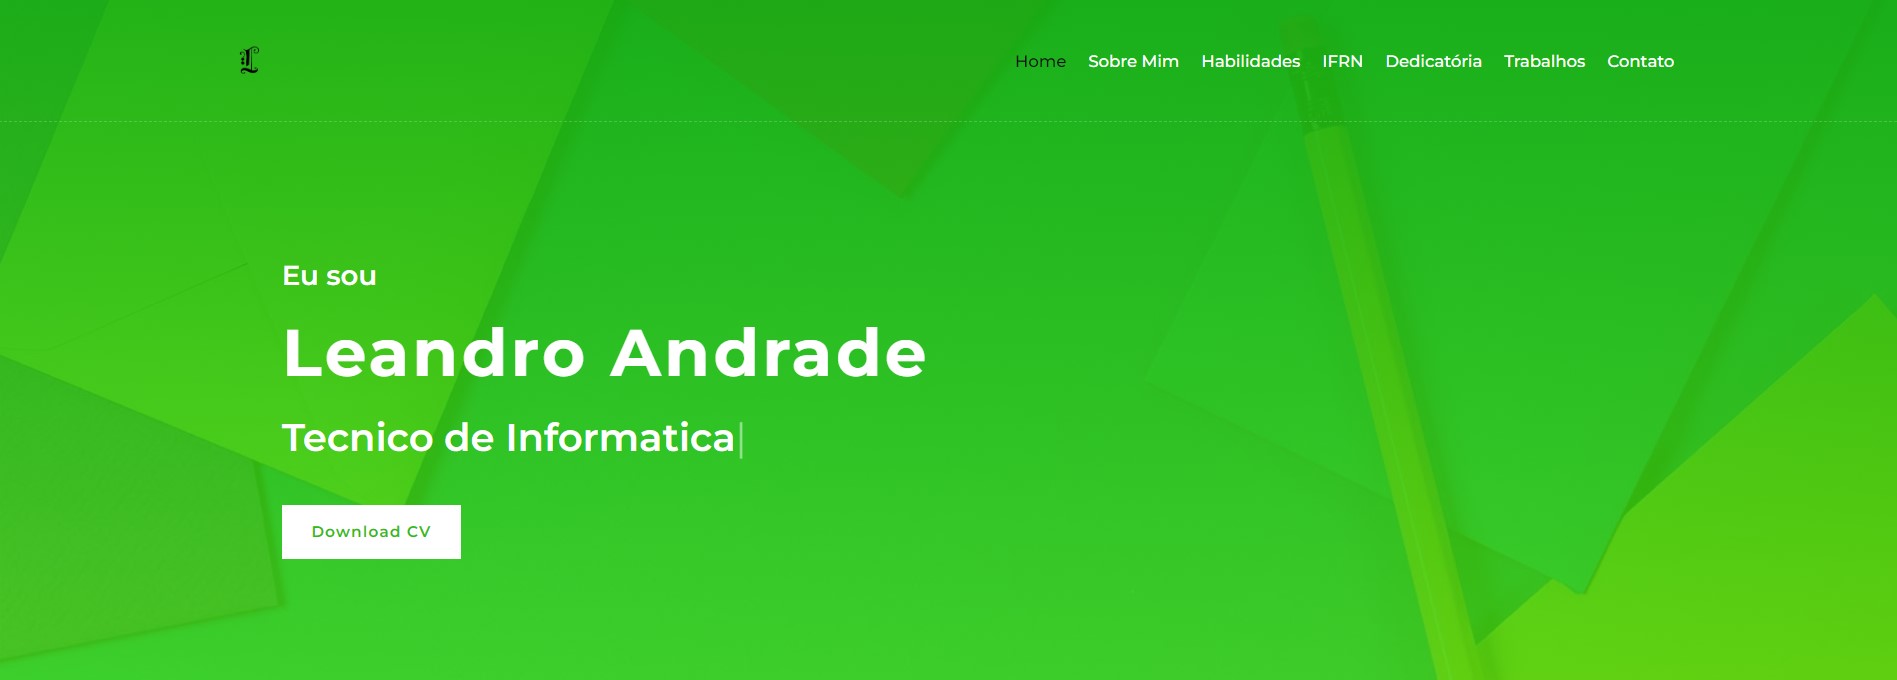 L
Home Sobre Mim Habilidades IFRN Dedicatória Trabalhos Contato
Eu sou
Leandro Andrade
Tecnico de Informatica
Download CV